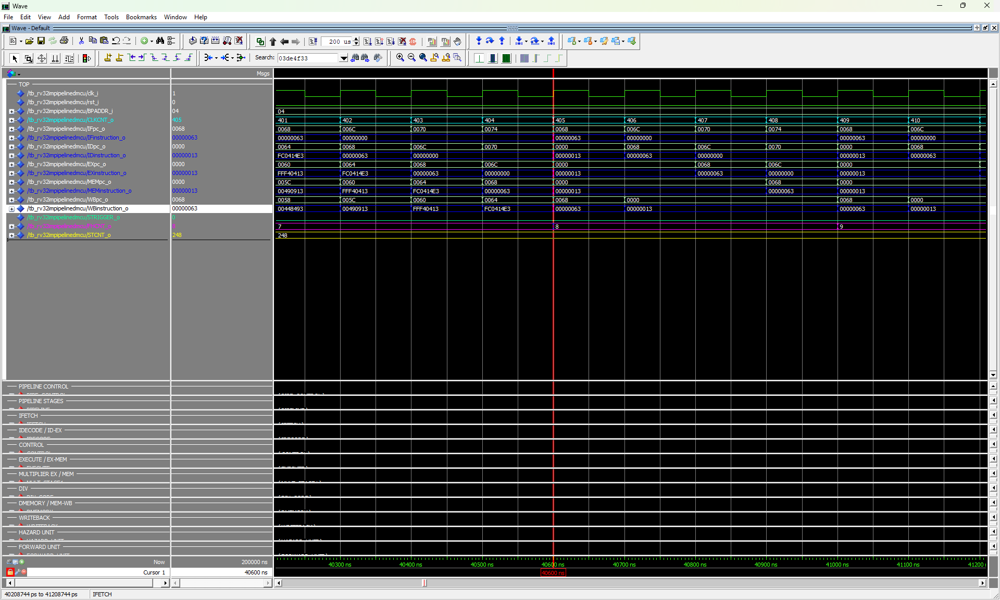 Wave
File Edit View Add Format Tools Bookmarks Window Help
Wave - Default
200 us
Search: 03de4f33
Msgs
TOP
/tb_rv32impipelinedmcu/clk_i 1
/tb_rv32impipelinedmcu/rst_i 0
/tb_rv32impipelinedmcu/BPADDR_i 04 04
/tb_rv32impipelinedmcu/CLKCNT_o 405 401 402 403 404 405 406 407 408 409 410
/tb_rv32impipelinedmcu/IFpc_o 0068 0068 006C 0070 0074 0068 006C 0070 0074 0068 006C
/tb_rv32impipelinedmcu/IFinstruction_o 00000063 00000063 00000000 00000063 00000000 00000063 00000000
/tb_rv32impipelinedmcu/IDpc_o 0000 0064 0068 006C 0070 0000 0068 006C 0070 0000 0068
/tb_rv32impipelinedmcu/IDinstruction_o 00000013 FC0414E3 00000063 00000000 00000013 00000063 00000000 00000013 00000063
/tb_rv32impipelinedmcu/EXpc_o 0000 0060 0064 0068 006C 0000 0068 006C 0000
/tb_rv32impipelinedmcu/EXinstruction_o 00000013 FFF40413 FC0414E3 00000063 00000000 00000013 00000063 00000000 00000013
/tb_rv32impipelinedmcu/MEMpc_o 0000 005C 0060 0064 0068 0000 0068 0000
/tb_rv32impipelinedmcu/MEMinstruction_o 00000013 00490913 FFF40413 FC0414E3 00000063 00000013 00000063 00000013
/tb_rv32impipelinedmcu/WBpc_o 0068 0058 005C 0060 0064 0068 0000 0068 0000
/tb_rv32impipelinedmcu/WBinstruction_o 00000063 00448493 00490913 FFF40413 FC0414E3 00000063 00000013 00000063 00000013
/tb_rv32impipelinedmcu/STRIGGER_o 0
/tb_rv32impipelinedmcu/FHCNT_o 8 7 8 9
/tb_rv32impipelinedmcu/STCNT_o 248 248
PIPELINE CONTROL
PIPELINE STAGES
IFETCH
IDECODE / ID-EX
CONTROL
EXECUTE / EX-MEM
MULTIPLIER EX / MEM
DIV
DMEMORY / MEM-WB
WRITEBACK
HAZARD UNIT
FORWARD UNIT
Now 200000 ns 40300 ns 40400 ns 40500 ns 40600 ns 40700 ns 40800 ns 40900 ns 41000 ns 41100 ns 41200
Cursor 1 40600 ns 40600 ns
40208744 ps to 41208744 ps IFETCH